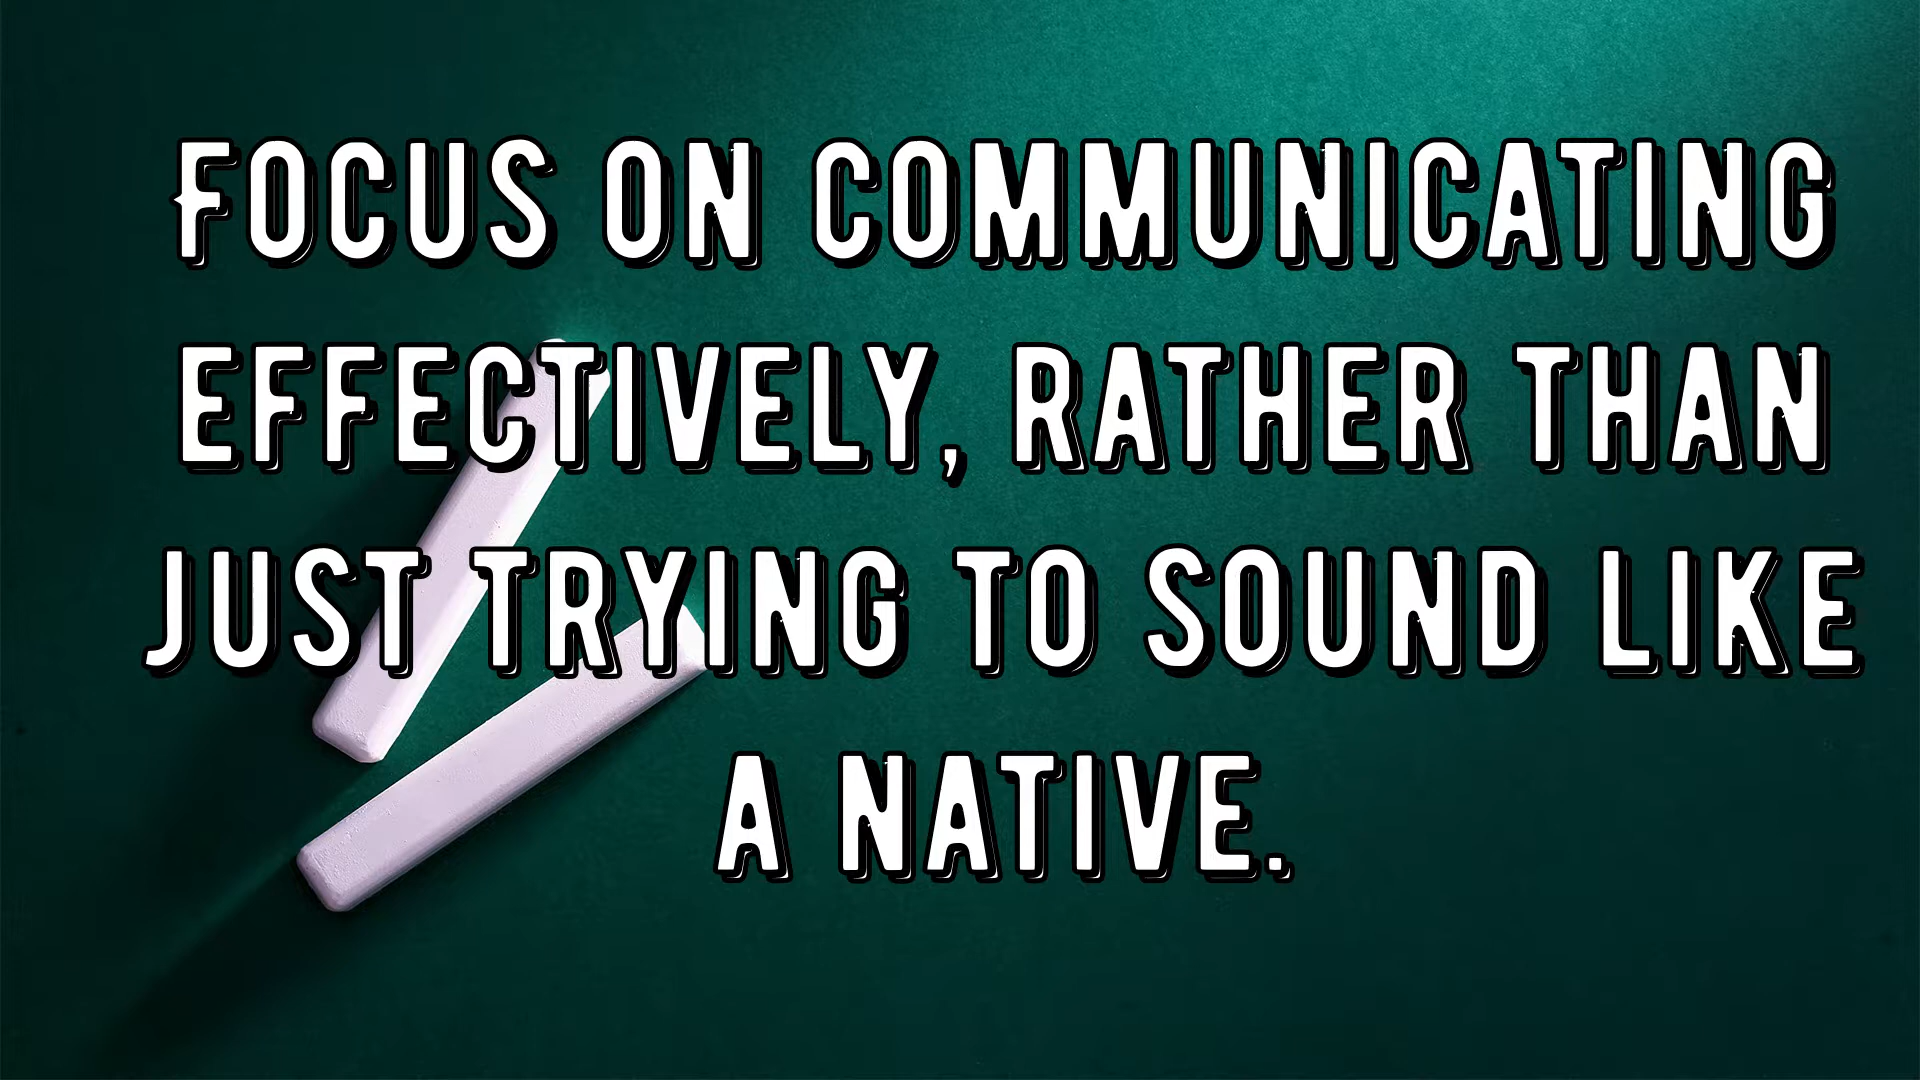 FOCUS ON COMMUNICATING
EFFECTIVELY, RATHER THAN
JUST TRYING TO SOUND LIKE
A NATIVE.